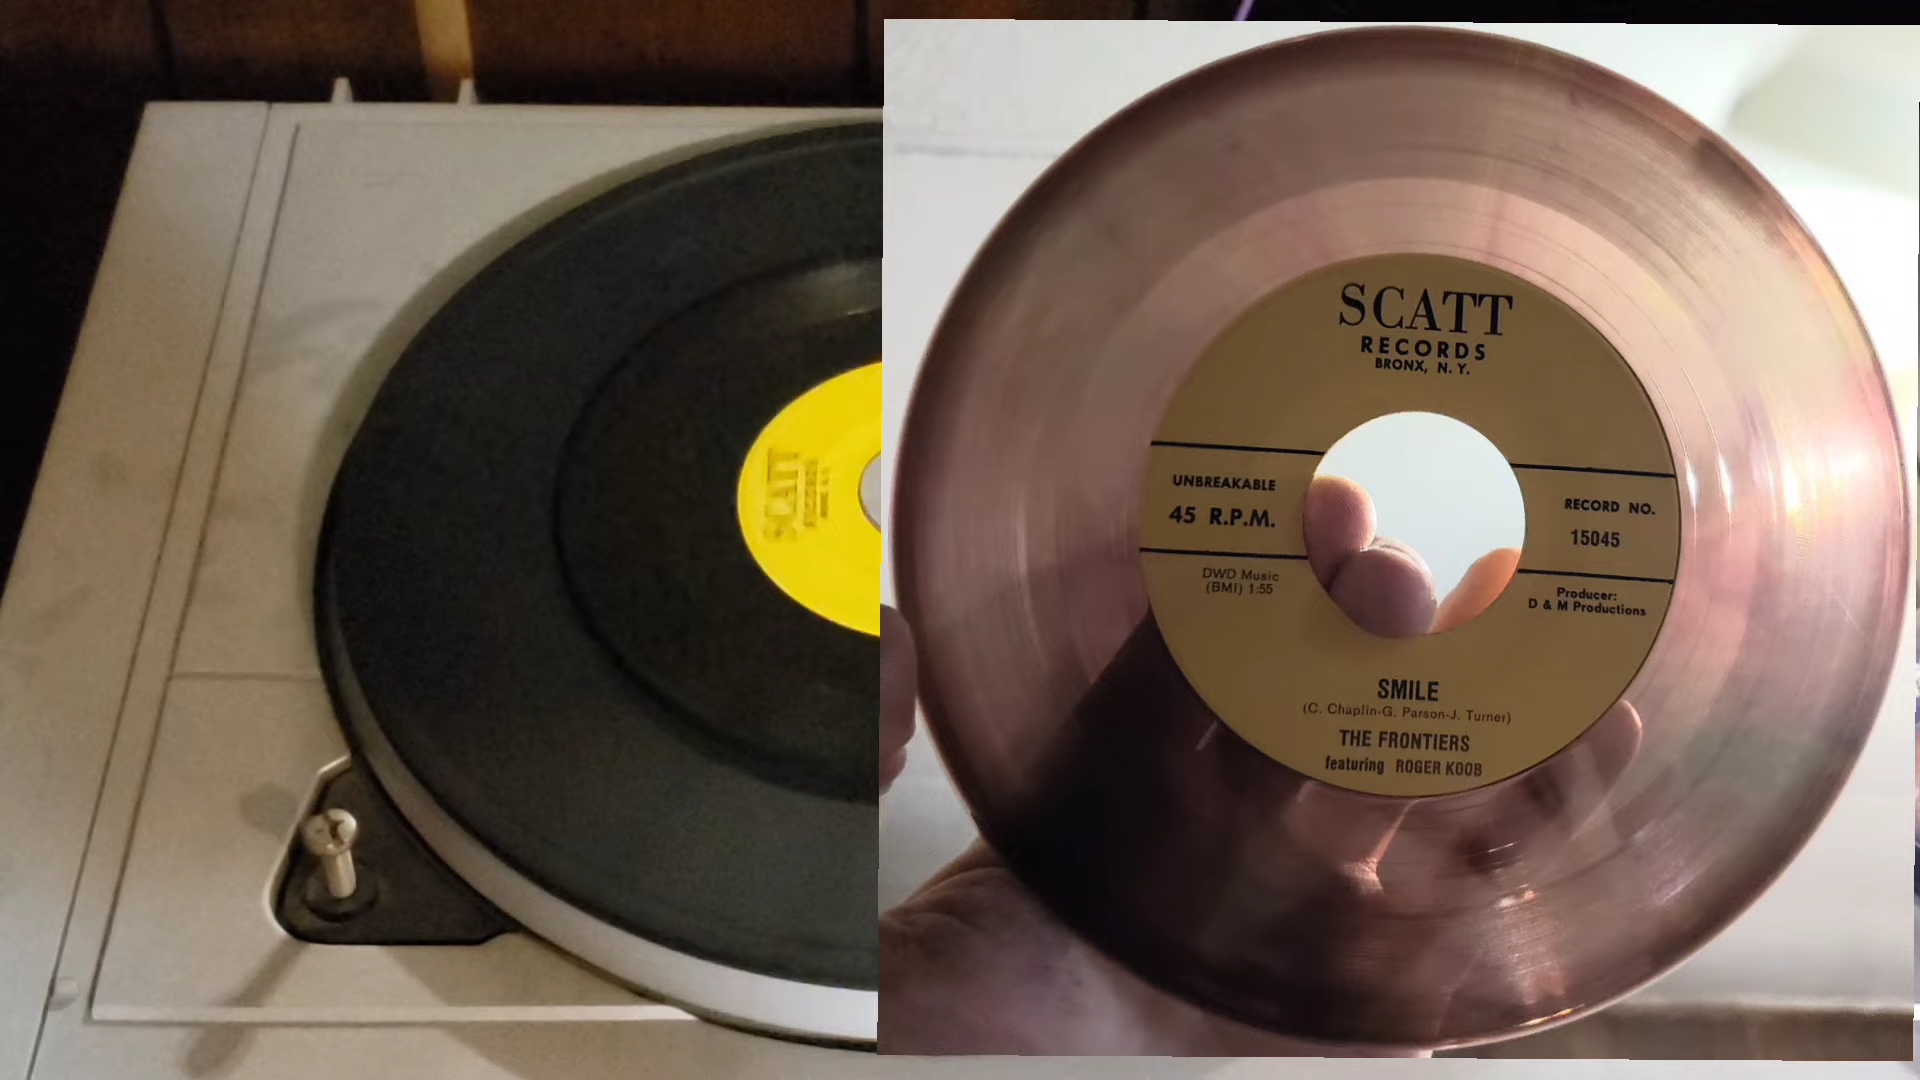 SCATT
SCATT
RECORDS
BRONX, N. Y.
UNBREAKABLE
45 R.P.M.
RECORD NO.
15045
DWD Music
(BMI) 1:55
Producer:
D & M Productions
SMILE
(C. Chaplin-G. Parson-J. Turner)
THE FRONTIERS
featuring ROGER KOOB